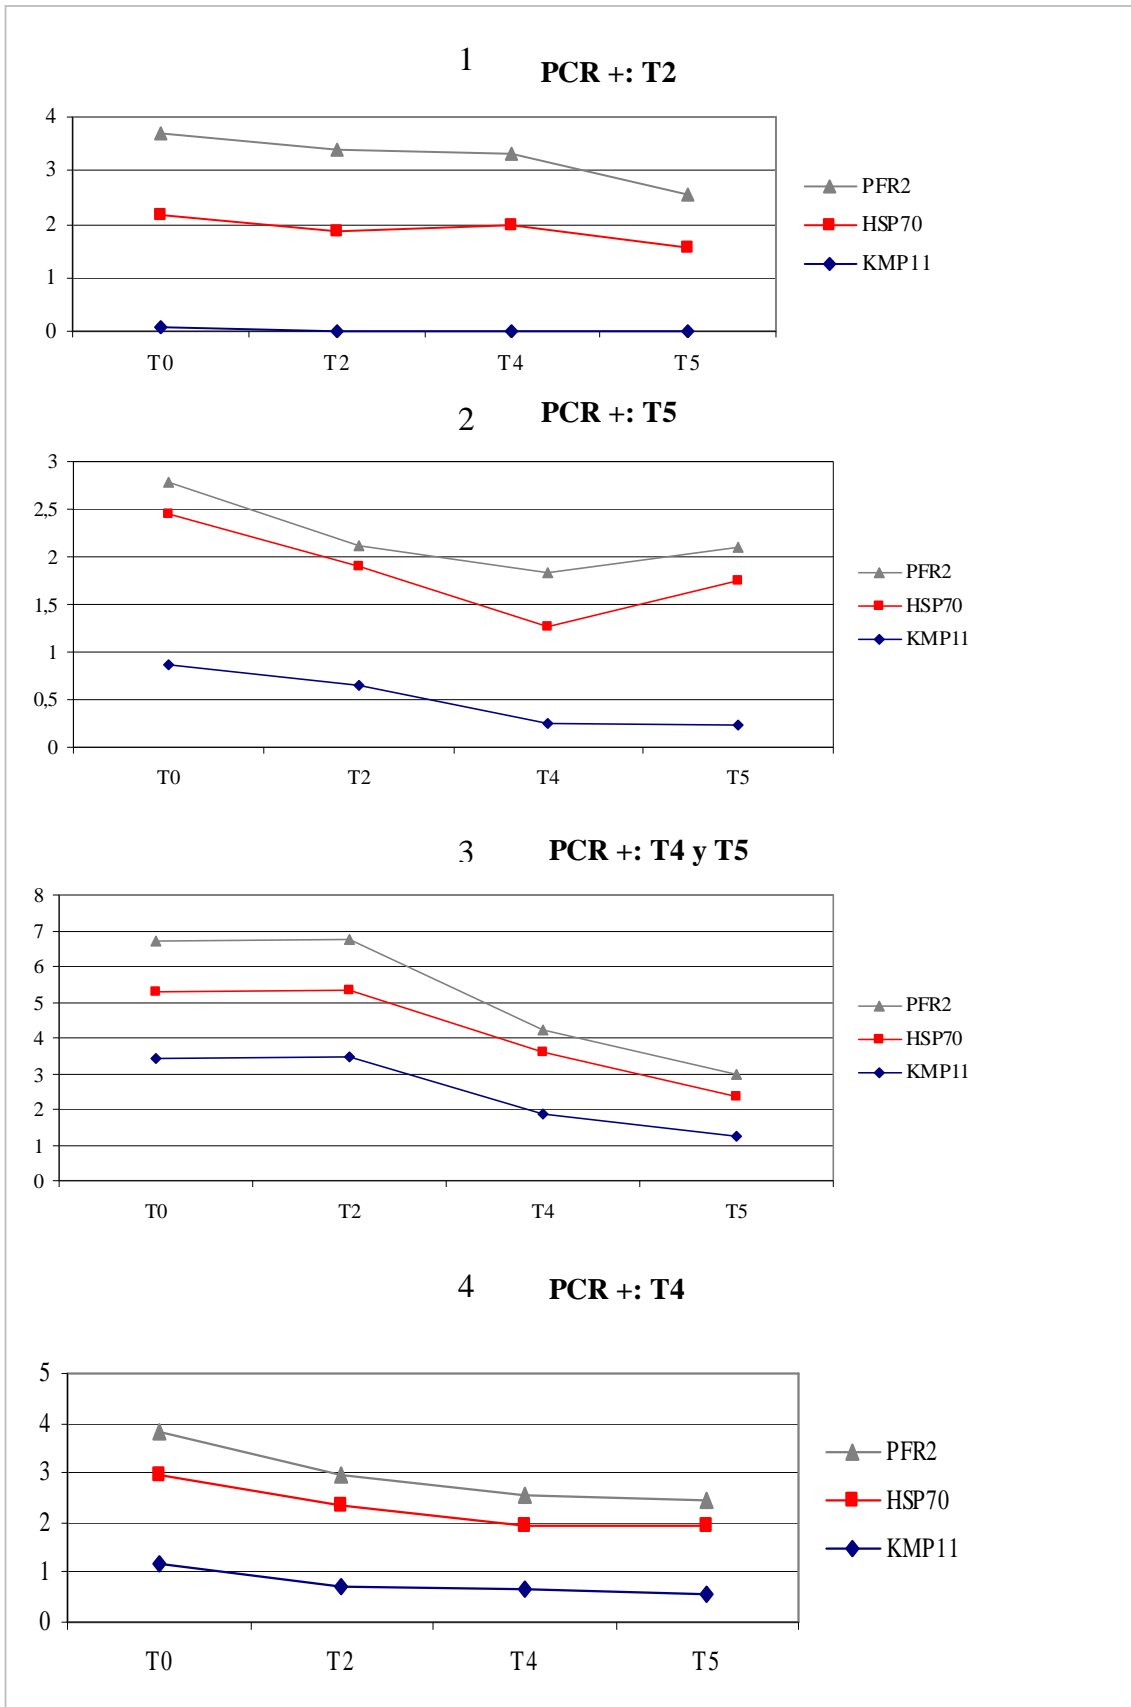 1 PCR +: T2
4
3
2
1
0
T0 T2 T4 T5
PFR2
HSP70
KMP11
2 PCR +: T5
3
2,5
2
1,5
1
0,5
0
T0 T2 T4 T5
PFR2
HSP70
KMP11
3 PCR +: T4 y T5
8
7
6
5
4
3
2
1
0
T0 T2 T4 T5
PFR2
HSP70
KMP11
4 PCR +: T4
5
4
3
2
1
0
T0 T2 T4 T5
PFR2
HSP70
KMP11